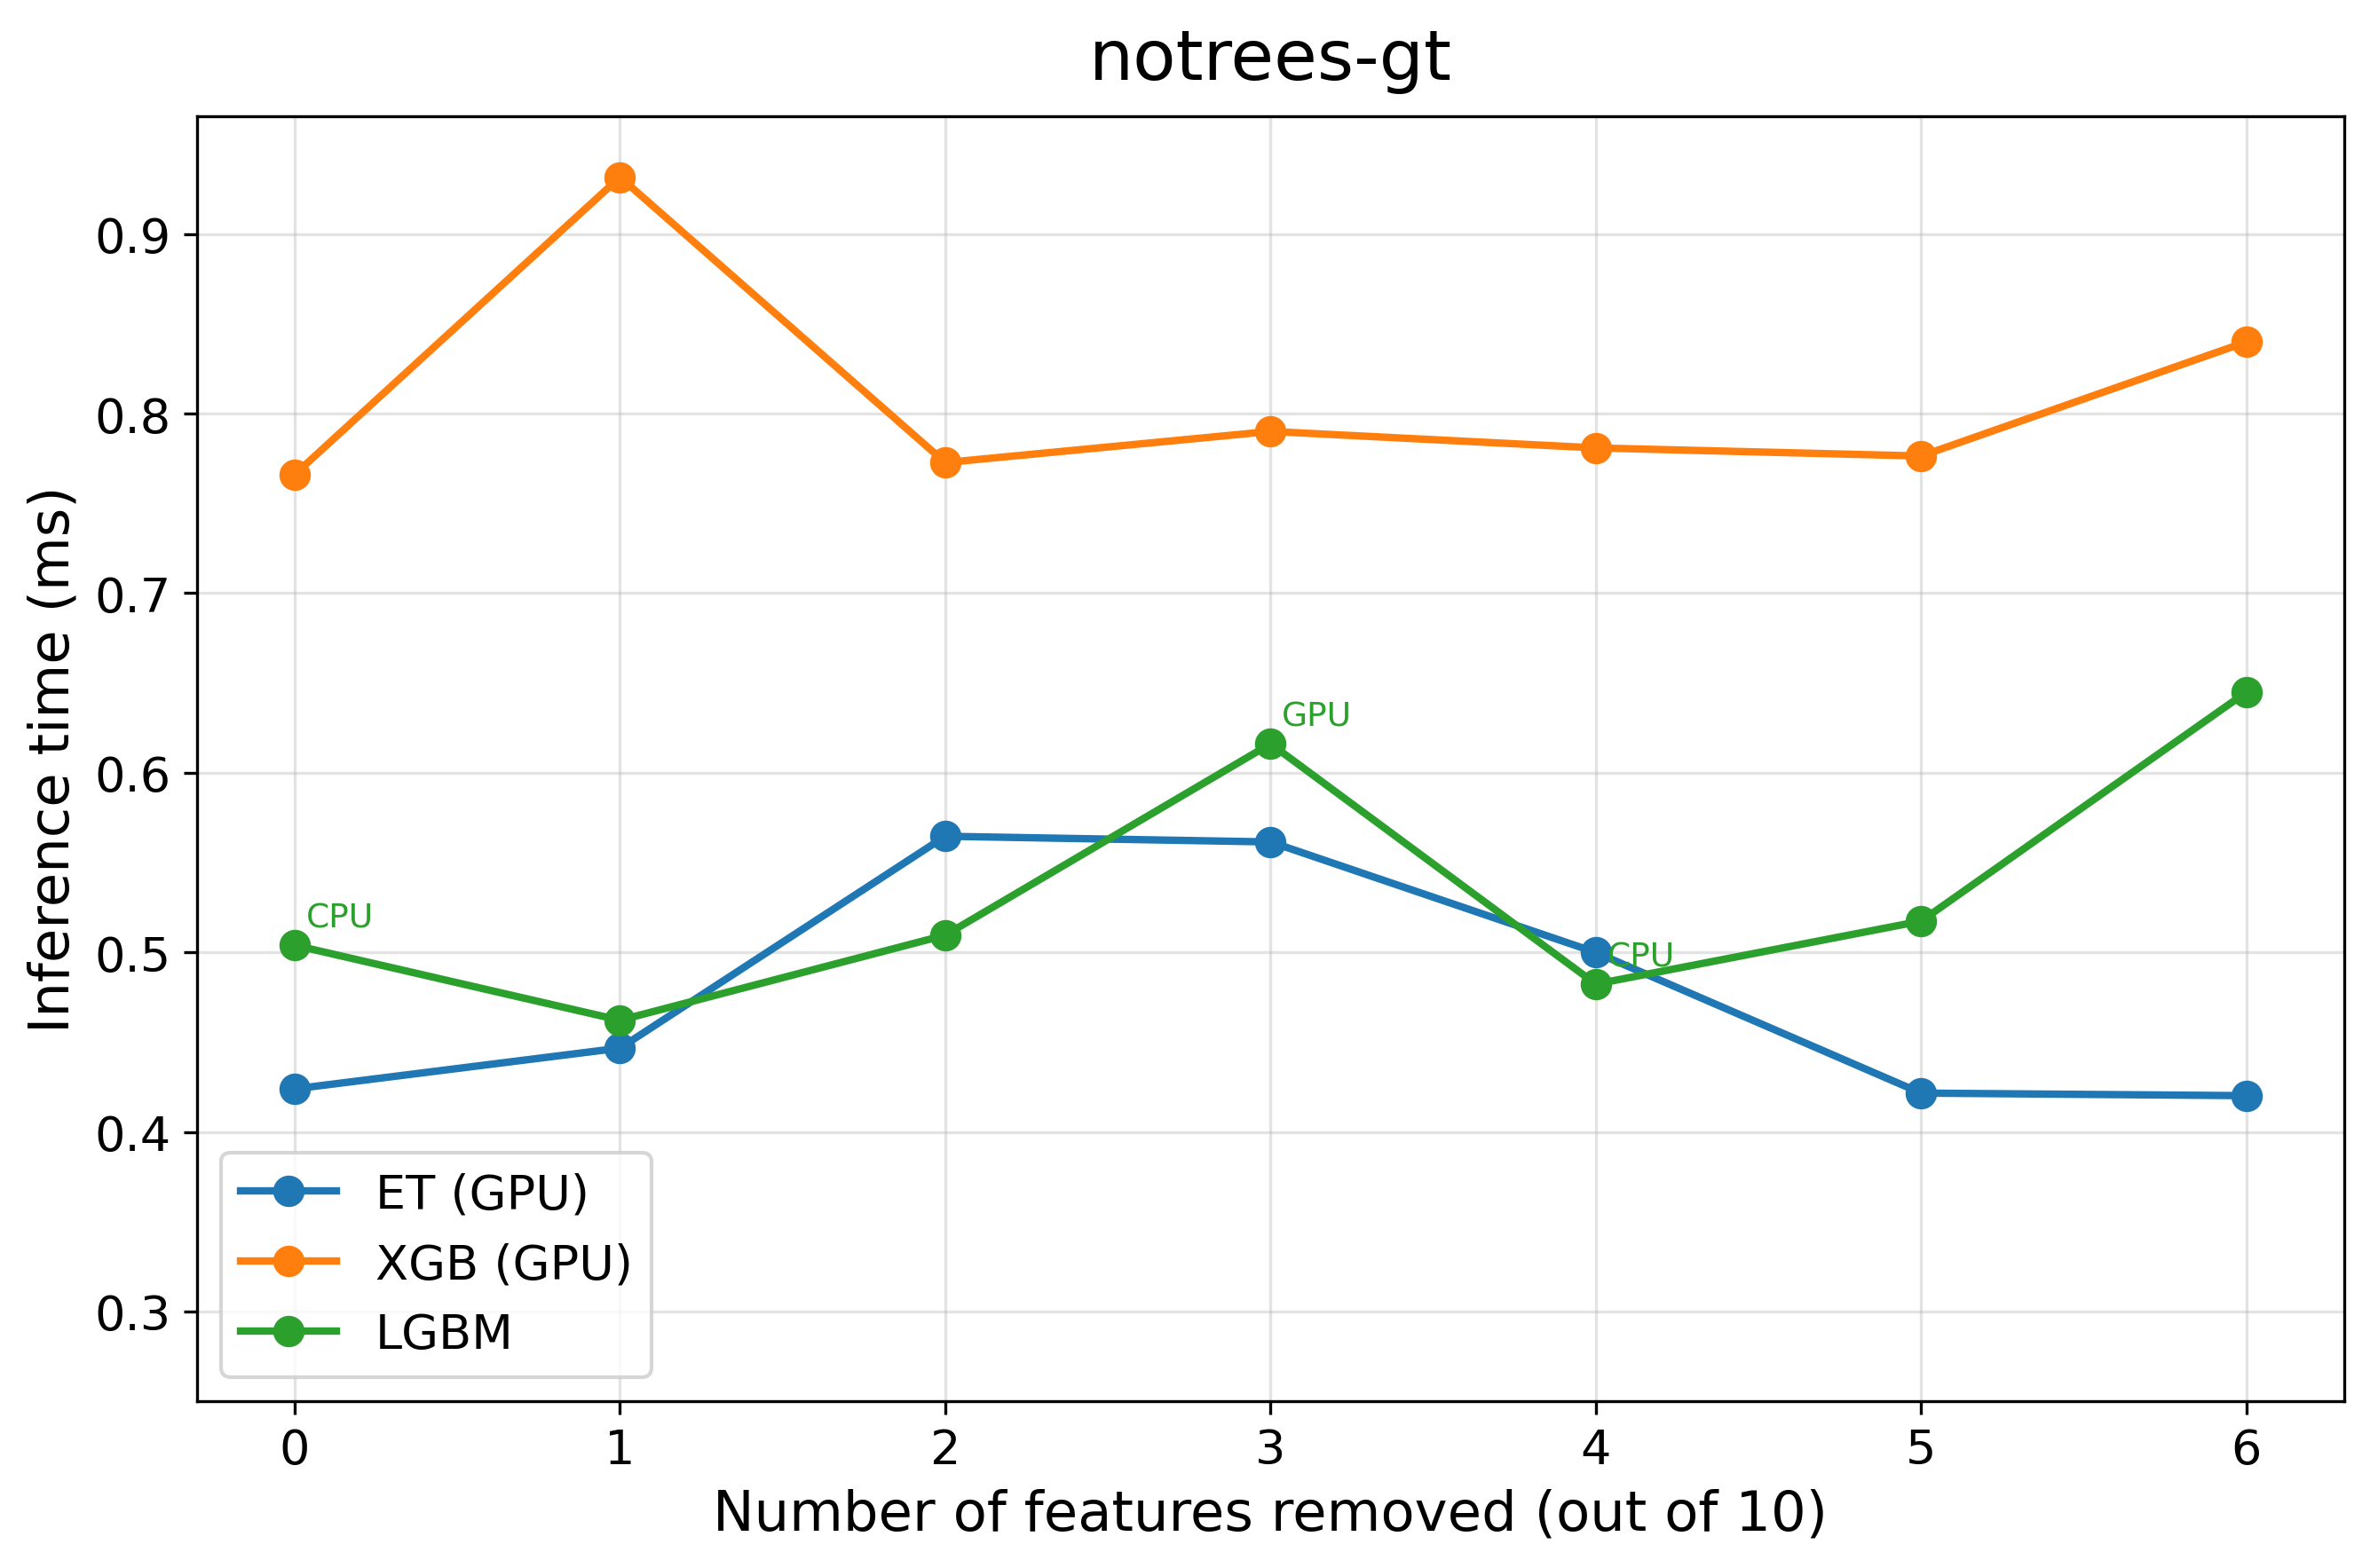 notrees-gt
Inference time (ms)
0.9
0.8
0.7
0.6
0.5
0.4
0.3
GPU
CPU
CPU
ET (GPU)
XGB (GPU)
LGBM
0 1 2 3 4 5 6
Number of features removed (out of 10)